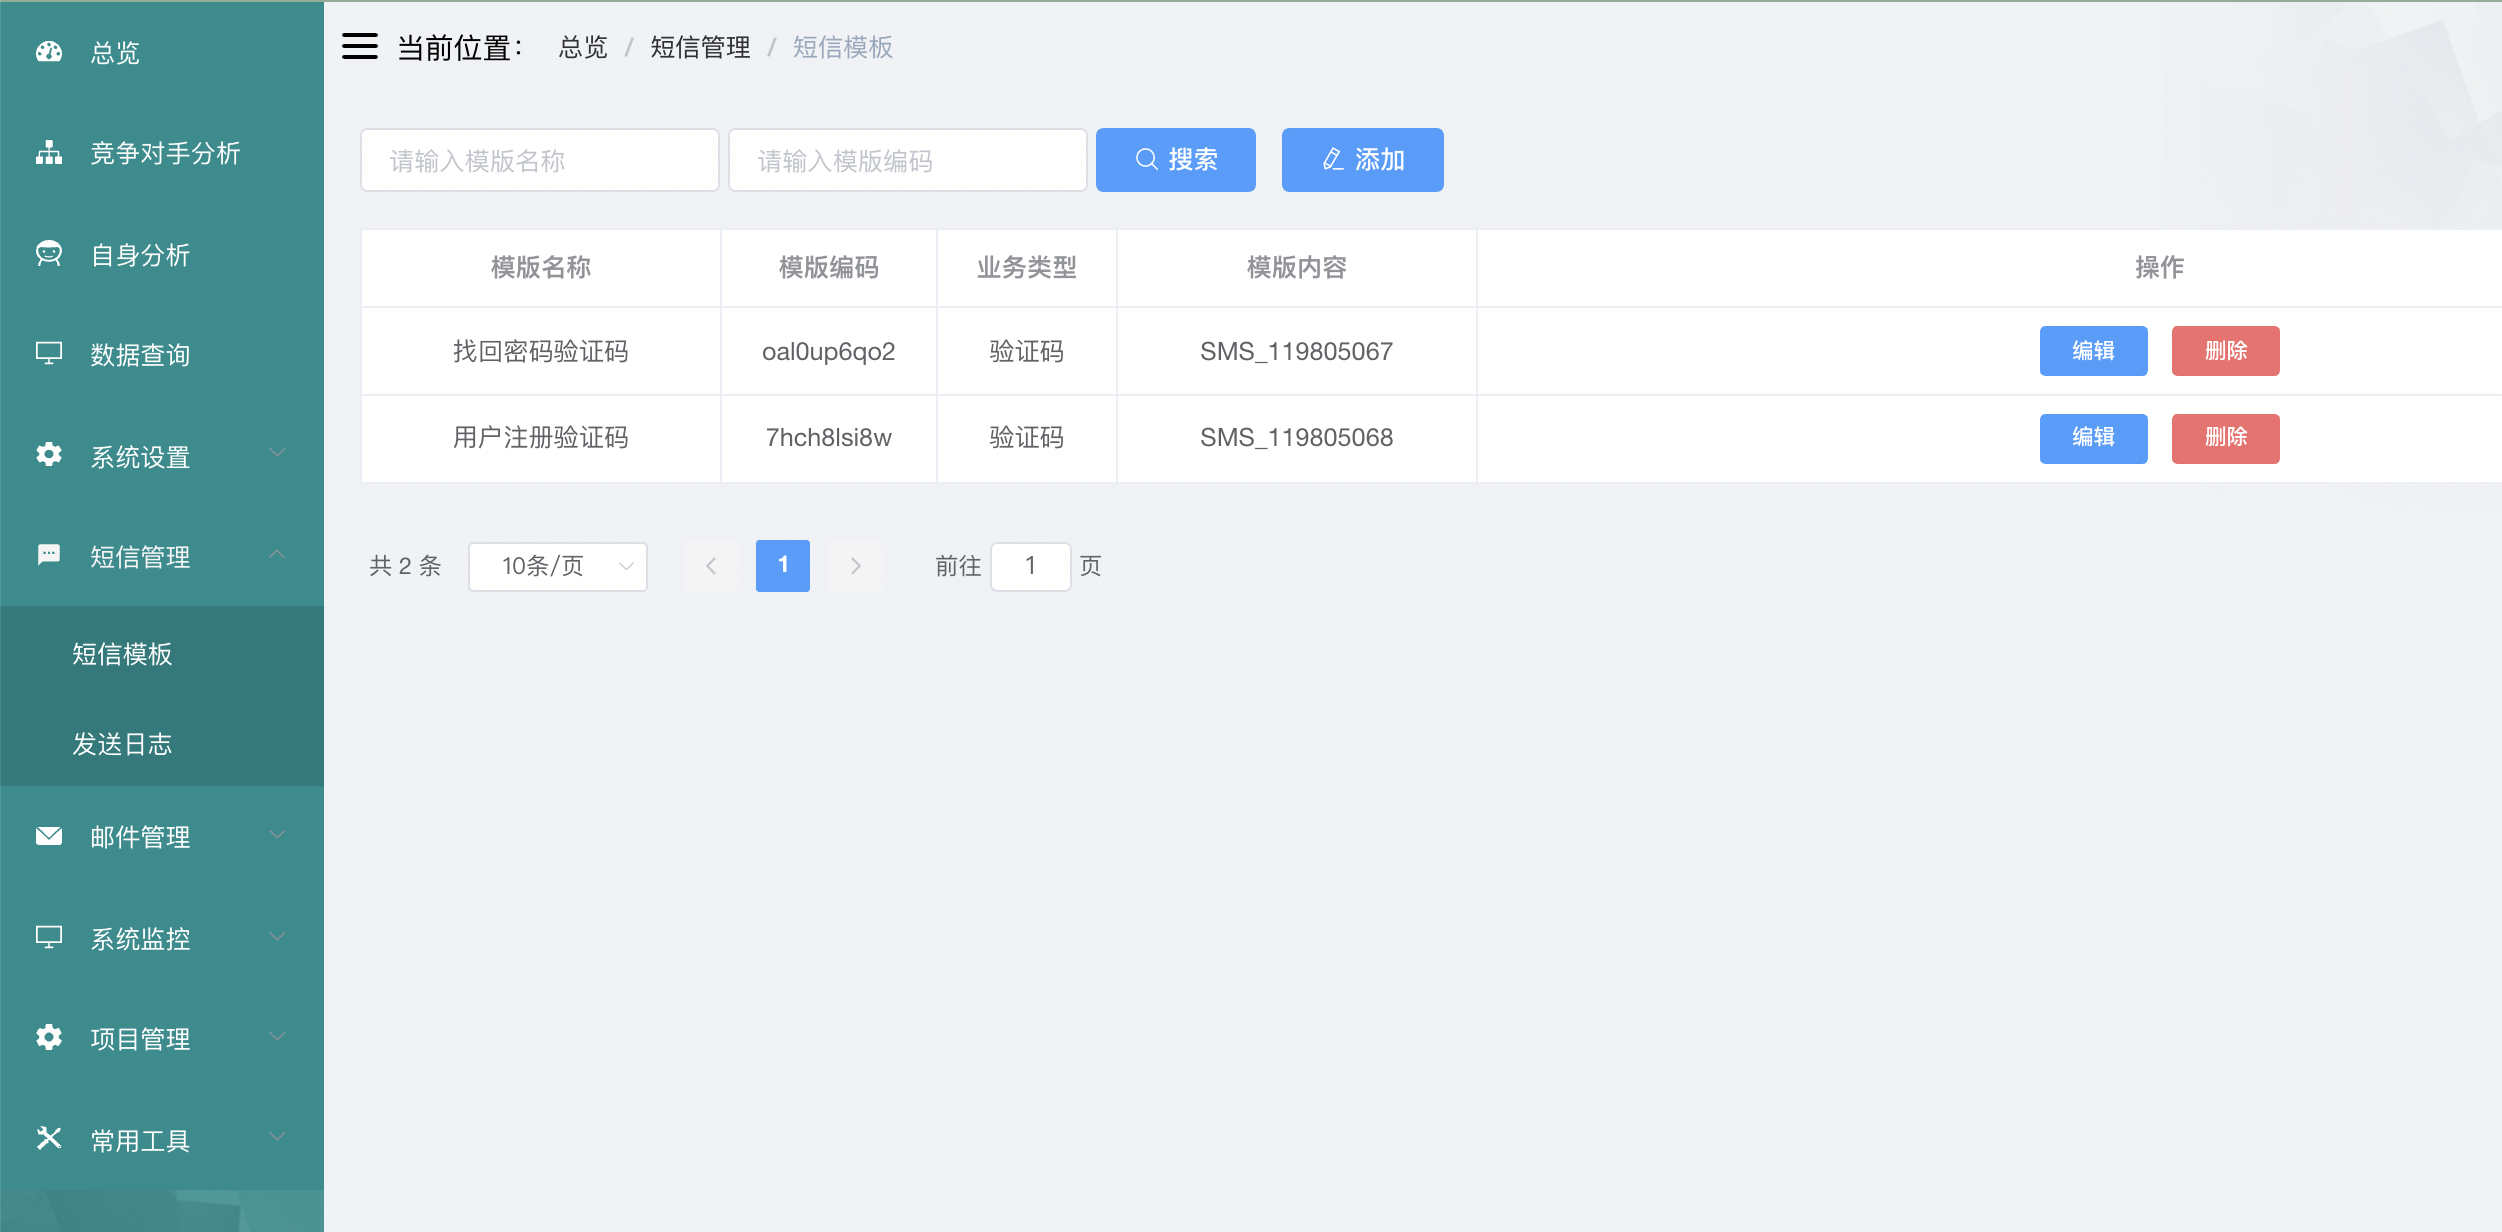 总览
竞争对手分析
自身分析
数据查询
系统设置
短信管理
短信模板
发送日志
邮件管理
系统监控
项目管理
常用工具
当前位置： 总览 / 短信管理 / 短信模板
请输入模版名称 请输入模版编码 搜索 添加
模版名称 模版编码 业务类型 模版内容 操作
找回密码验证码 oal0up6qo2 验证码 SMS_119805067 编辑 删除
用户注册验证码 7hch8lsi8w 验证码 SMS_119805068 编辑 删除
共 2 条 10条/页 1 前往 1 页